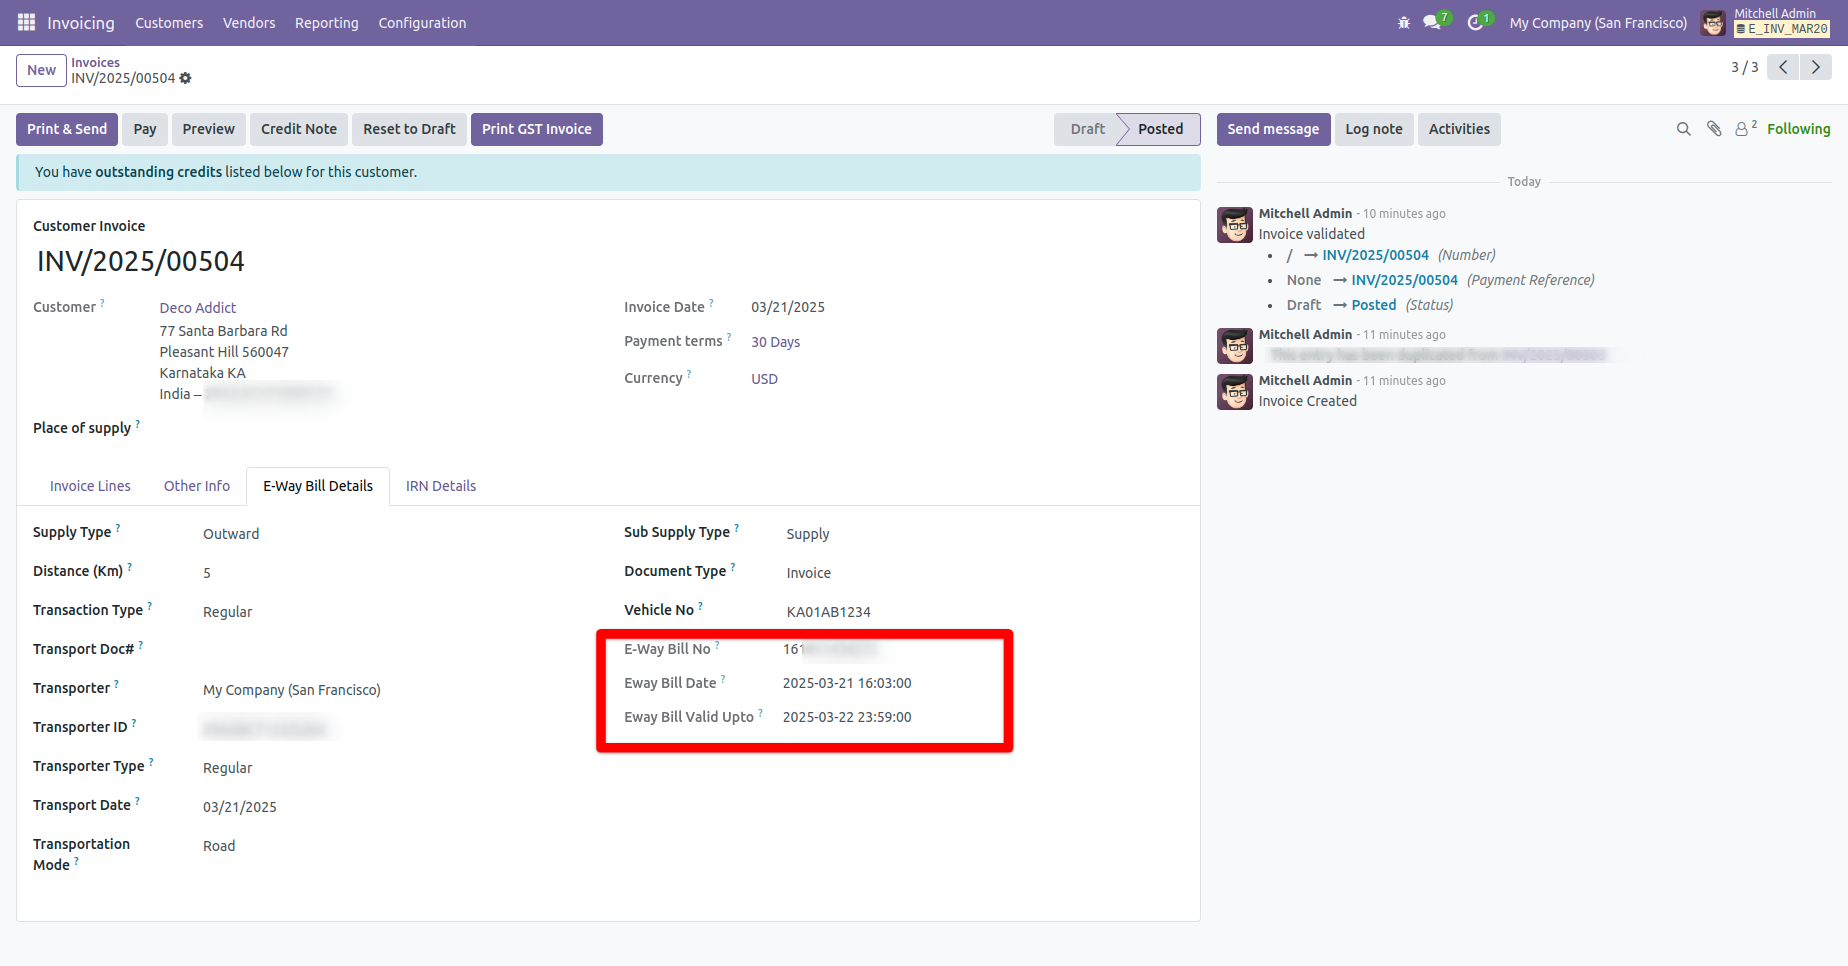 Invoicing Customers Vendors Reporting Configuration 7 1 My Company (San Francisco) Mitchell Admin
E_INV_MAR20
New Invoices
INV/2025/00504
3 / 3
Print & Send Pay Preview Credit Note Reset to Draft Print GST Invoice Draft Posted Send message Log note Activities 2 Following
You have outstanding credits listed below for this customer.
Customer Invoice
INV/2025/00504
Customer ? Deco Addict
77 Santa Barbara Rd
Pleasant Hill 560047
Karnataka KA
India –
Place of supply ?
Invoice Date ? 03/21/2025
Payment terms ? 30 Days
Currency ? USD
Invoice Lines Other Info E-Way Bill Details IRN Details
Supply Type ? Outward
Distance (Km) ? 5
Transaction Type ? Regular
Transport Doc# ?
Transporter ? My Company (San Francisco)
Transporter ID ?
Transporter Type ? Regular
Transport Date ? 03/21/2025
Transportation Mode ? Road
Sub Supply Type ? Supply
Document Type ? Invoice
Vehicle No ? KA01AB1234
E-Way Bill No ? 161
Eway Bill Date ? 2025-03-21 16:03:00
Eway Bill Valid Upto ? 2025-03-22 23:59:00
Today
Mitchell Admin - 10 minutes ago
Invoice validated
• / → INV/2025/00504 (Number)
• None → INV/2025/00504 (Payment Reference)
• Draft → Posted (Status)
Mitchell Admin - 11 minutes ago
This entry has been duplicated from
Mitchell Admin - 11 minutes ago
Invoice Created